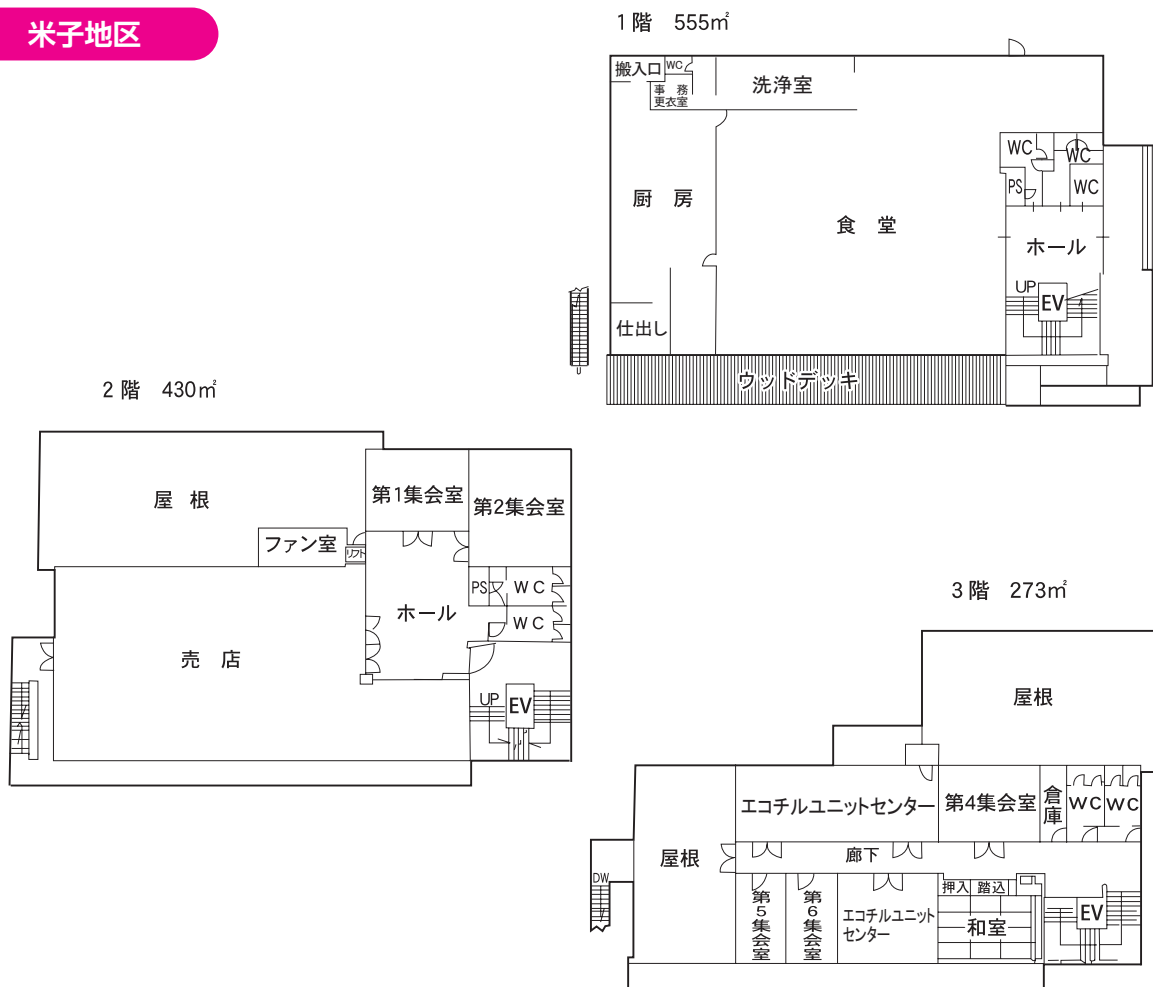 米子地区
1階 555㎡
搬入口
WC
事 務
更衣室
洗浄室
WC
WC
PS
WC
厨 房
食 堂
ホール
UP
EV
仕出し
U
ウッドデッキ
2階 430㎡
屋 根
第1集会室
第2集会室
ファン室
リフト
PS
WC
ホール
WC
売 店
UP
EV
3階 273㎡
屋根
エコチルユニットセンター
第4集会室
倉庫
WC
WC
屋根
廊下
DW
押入
踏込
第5集会室
第6集会室
エコチルユニット
センター
和室
EV